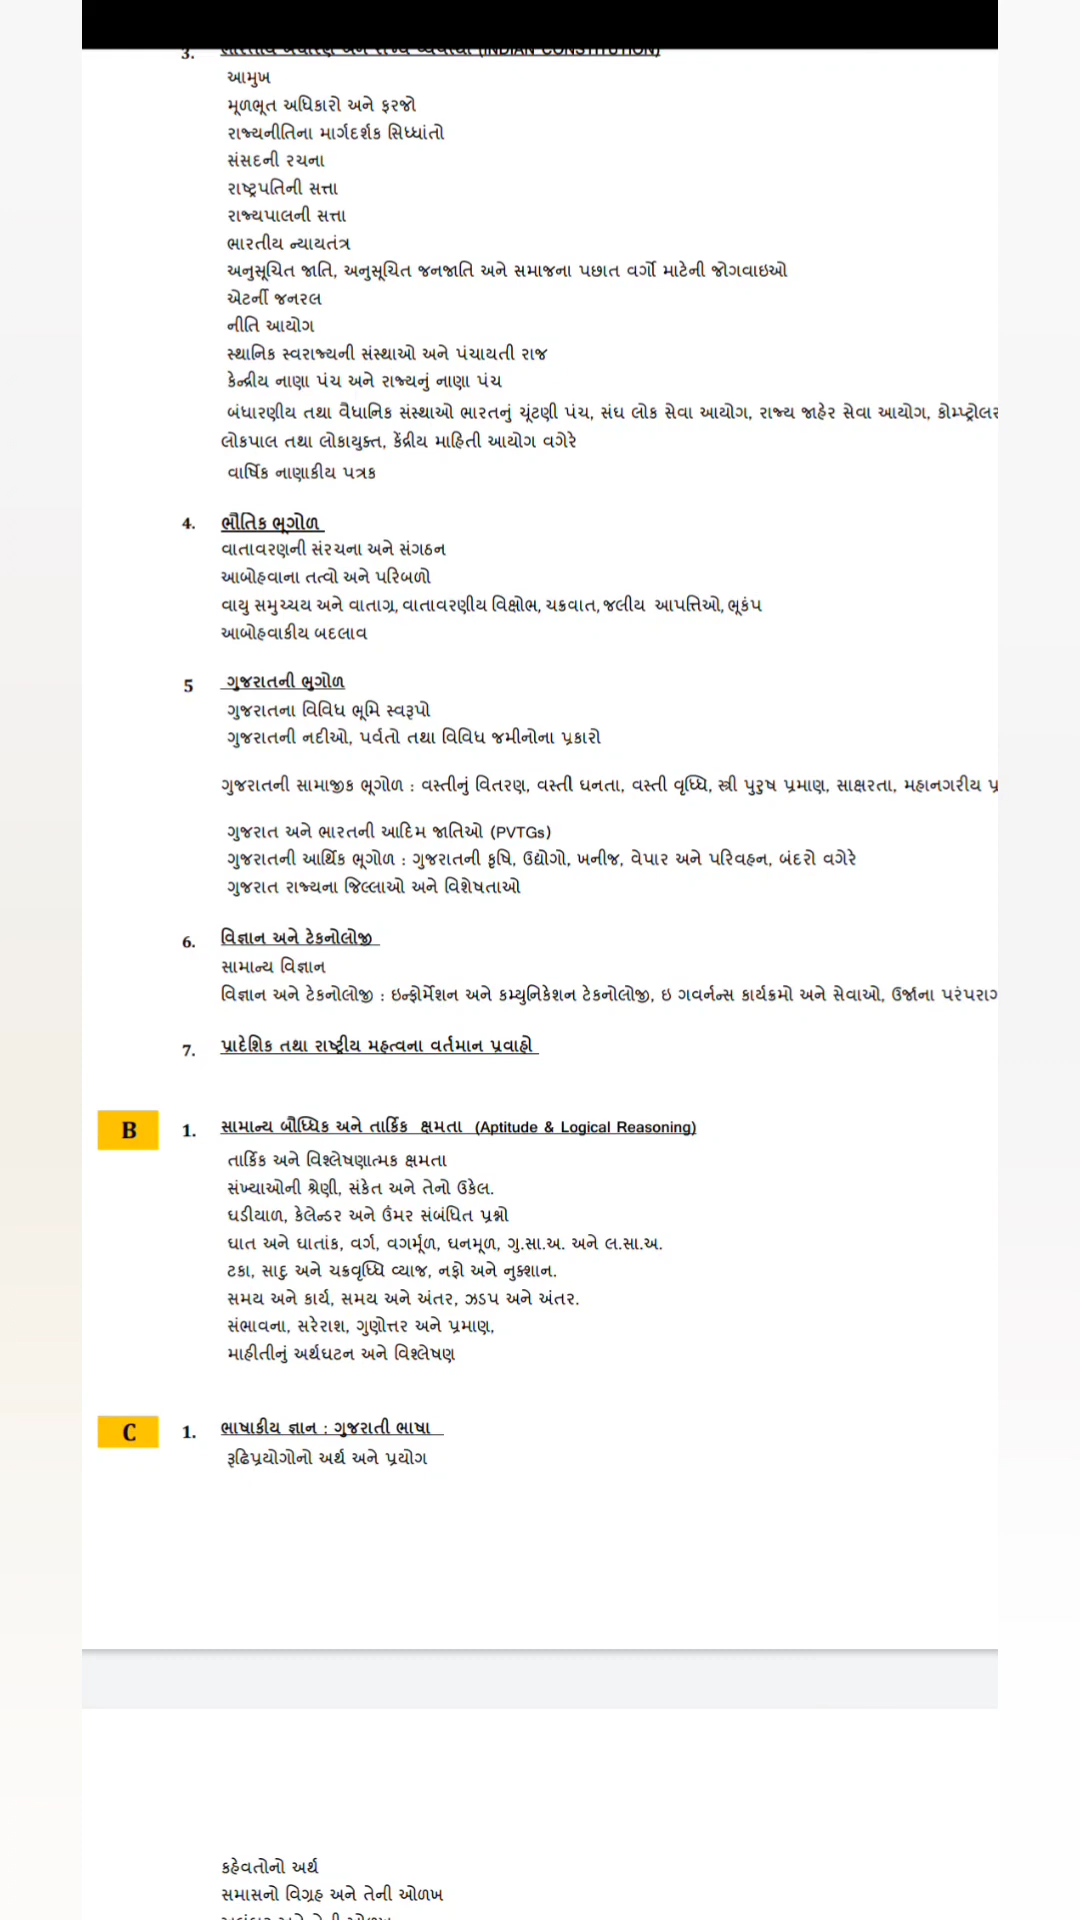 3. ભારતીય બંધારણ અને રાજ્ય વ્યવસ્થા (INDIAN CONSTITUTION)
આમુખ
મૂળભૂત અધિકારો અને ફરજો
રાજ્યનીતિના માર્ગદર્શક સિધ્ધાંતો
સંસદની રચના
રાષ્ટ્રપતિની સત્તા
રાજ્યપાલની સત્તા
ભારતીય ન્યાયતંત્ર
અનુસૂચિત જાતિ, અનુસૂચિત જનજાતિ અને સમાજના પછાત વર્ગો માટેની જોગવાઇઓ
એટર્ની જનરલ
નીતિ આયોગ
સ્થાનિક સ્વરાજ્યની સંસ્થાઓ અને પંચાયતી રાજ
કેન્દ્રીય નાણા પંચ અને રાજ્યનું નાણા પંચ
બંધારણીય તથા વૈધાનિક સંસ્થાઓ ભારતનું ચૂંટણી પંચ, સંઘ લોક સેવા આયોગ, રાજ્ય જાહેર સેવા આયોગ, કોમ્પ્ટ્રોલર
લોકપાલ તથા લોકાયુક્ત, કેંદ્રીય માહિતી આયોગ વગેરે
વાર્ષિક નાણાકીય પત્રક
4. ભૌતિક ભૂગોળ
વાતાવરણની સંરચના અને સંગઠન
આબોહવાના તત્વો અને પરિબળો
વાયુ સમુચ્ચય અને વાતાગ્ર, વાતાવરણીય વિક્ષોભ, ચક્રવાત, જલીય આપત્તિઓ, ભૂકંપ
આબોહવાકીય બદલાવ
5 ગુજરાતની ભુગોળ
ગુજરાતના વિવિધ ભૂમિ સ્વરૂપો
ગુજરાતની નદીઓ, પર્વતો તથા વિવિધ જમીનોના પ્રકારો
ગુજરાતની સામાજીક ભૂગોળ : વસ્તીનું વિતરણ, વસ્તી ઘનતા, વસ્તી વૃધ્ધિ, સ્ત્રી પુરુષ પ્રમાણ, સાક્ષરતા, મહાનગરીય પ્ર
ગુજરાત અને ભારતની આદિમ જાતિઓ (PVTGs)
ગુજરાતની આર્થિક ભૂગોળ : ગુજરાતની કૃષિ, ઉદ્યોગો, ખનીજ, વેપાર અને પરિવહન, બંદરો વગેરે
ગુજરાત રાજ્યના જિલ્લાઓ અને વિશેષતાઓ
6. વિજ્ઞાન અને ટેકનોલોજી
સામાન્ય વિજ્ઞાન
વિજ્ઞાન અને ટેકનોલોજી : ઇન્ફોર્મેશન અને કમ્યુનિકેશન ટેકનોલોજી, ઇ ગવર્નન્સ કાર્યક્રમો અને સેવાઓ, ઉર્જાના પરંપરાગ
7. પ્રાદેશિક તથા રાષ્ટ્રીય મહત્વના વર્તમાન પ્રવાહો
B 1. સામાન્ય બૌધ્ધિક અને તાર્કિક ક્ષમતા (Aptitude & Logical Reasoning)
તાર્કિક અને વિશ્લેષણાત્મક ક્ષમતા
સંખ્યાઓની શ્રેણી, સંકેત અને તેનો ઉકેલ.
ઘડીયાળ, કેલેન્ડર અને ઉંમર સંબંધિત પ્રશ્નો
ઘાત અને ઘાતાંક, વર્ગ, વગર્મૂળ, ઘનમૂળ, ગુ.સા.અ. અને લ.સા.અ.
ટકા, સાદુ અને ચક્રવૃધ્ધિ વ્યાજ, નફો અને નુક્શાન.
સમય અને કાર્ય, સમય અને અંતર, ઝડપ અને અંતર.
સંભાવના, સરેરાશ, ગુણોત્તર અને પ્રમાણ,
માહીતીનું અર્થઘટન અને વિશ્લેષણ
C 1. ભાષાકીય જ્ઞાન : ગુજરાતી ભાષા
રૂઢિપ્રયોગોનો અર્થ અને પ્રયોગ
કહેવતોનો અર્થ
સમાસનો વિગ્રહ અને તેની ઓળખ